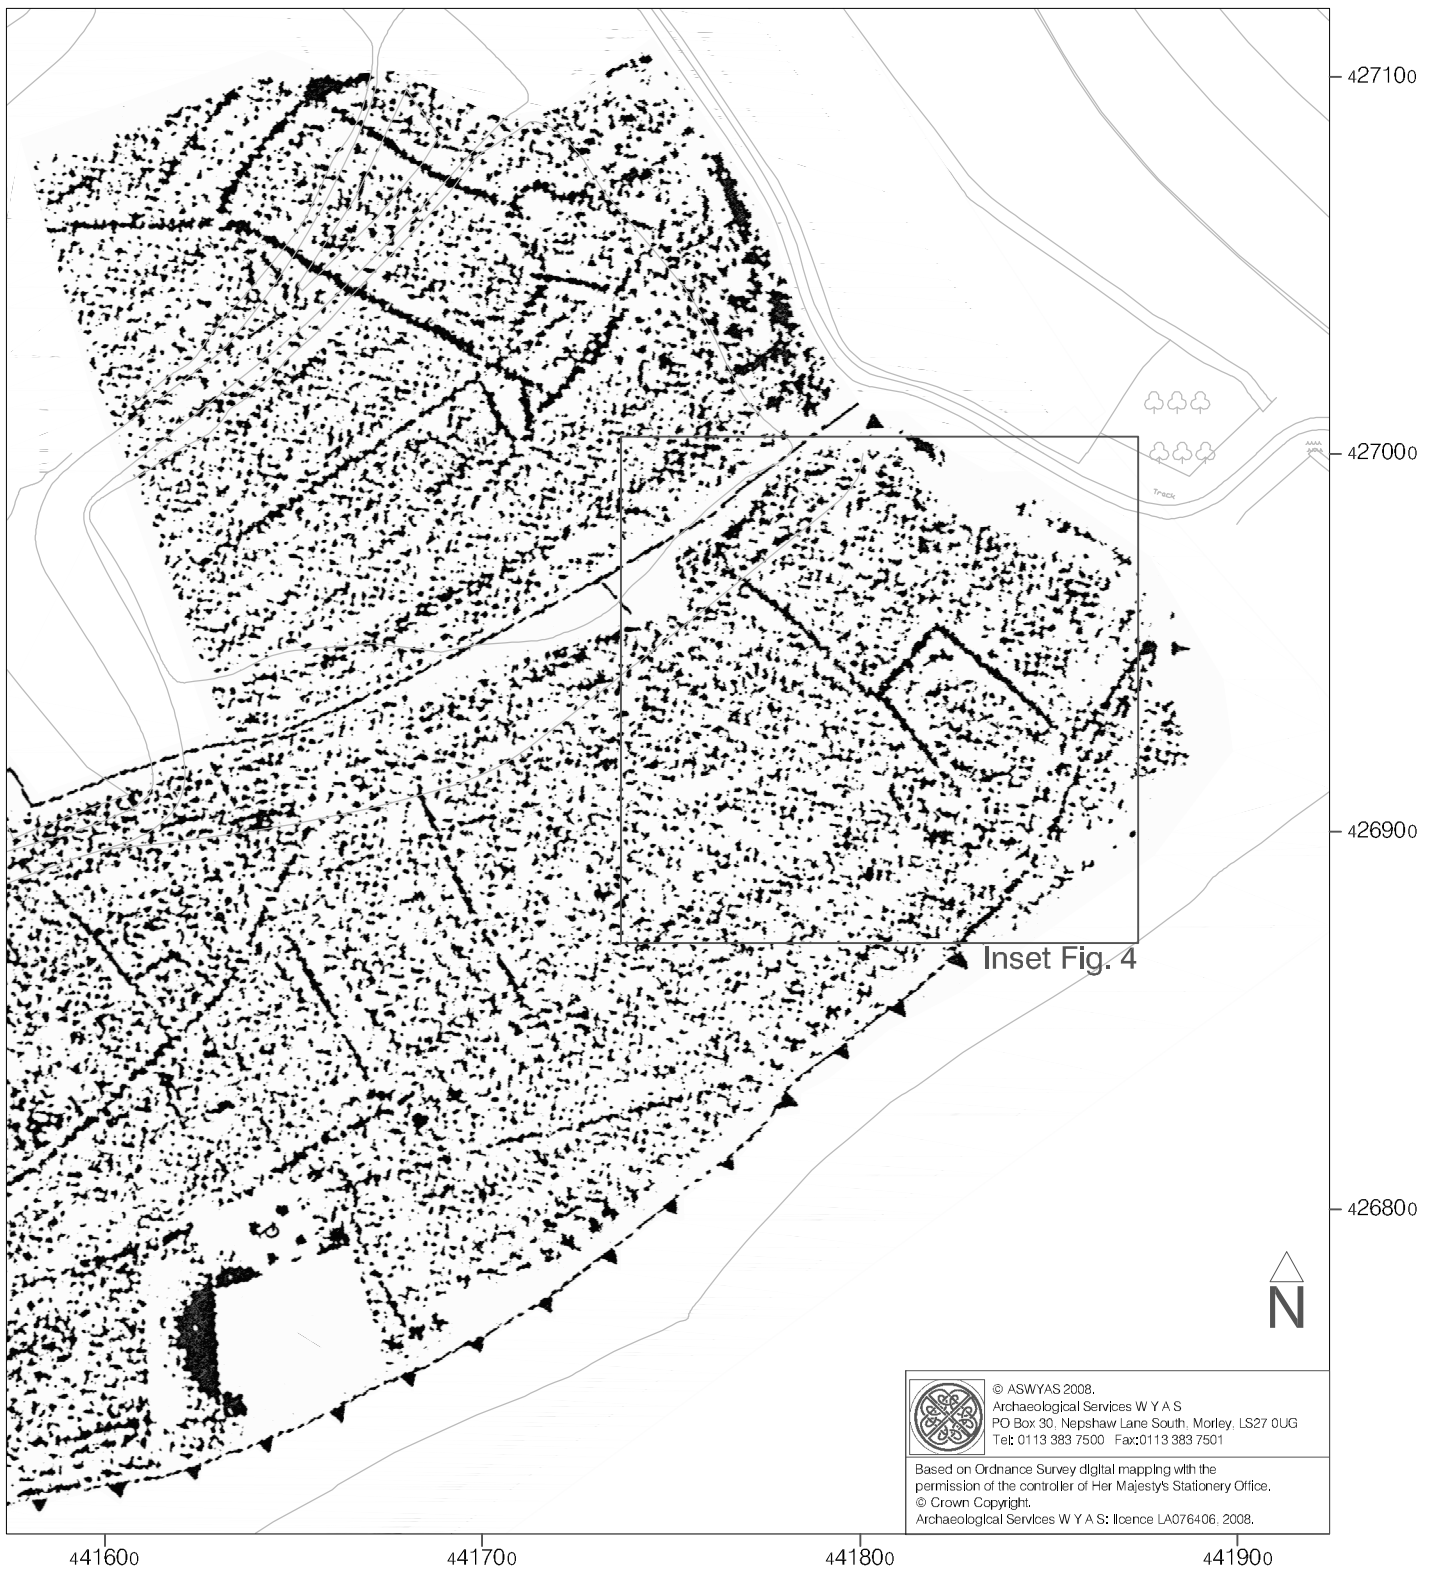 427100
427000
Track
426900
Inset Fig. 4
426800
N
© ASWYAS 2008.
Archaeological Services W Y A S
PO Box 30, Nepshaw Lane South, Morley, LS27 0UG
Tel: 0113 383 7500 Fax:0113 383 7501
Based on Ordnance Survey digital mapping with the
permission of the controller of Her Majesty's Stationery Office.
© Crown Copyright.
Archaeological Services W Y A S: licence LA076406, 2008.
441600 441700 441800 441900